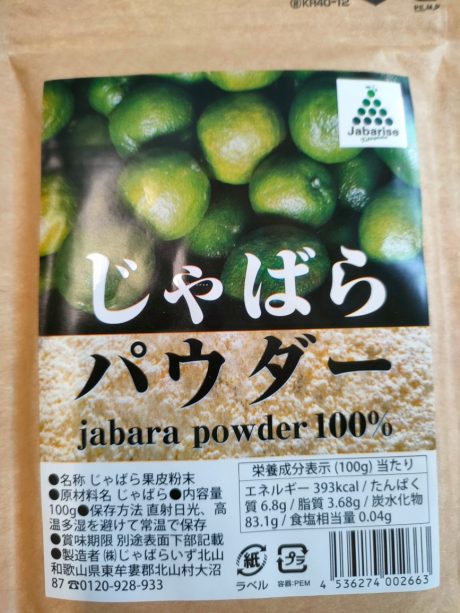 KR40-12
Jabarise
じゃばら
パウダー
jabara powder 100%
●名称 じゃばら果皮粉末
●原材料名 じゃばら●内容量
100g●保存方法 直射日光、高
温多湿を避けて常温で保存
●賞味期限 別途表面下部記載
●製造者 ㈱じゃばらいず北山
和歌山県東牟婁郡北山村大沼
87 ☎0120-928-933
栄養成分表示 (100g) 当たり
エネルギー 393kcal / たんぱく
質 6.8g / 脂質 3.68g / 炭水化物
83.1g / 食塩相当量 0.04g
紙
ラベル
プラ
容器:PEM
4 536274 002663